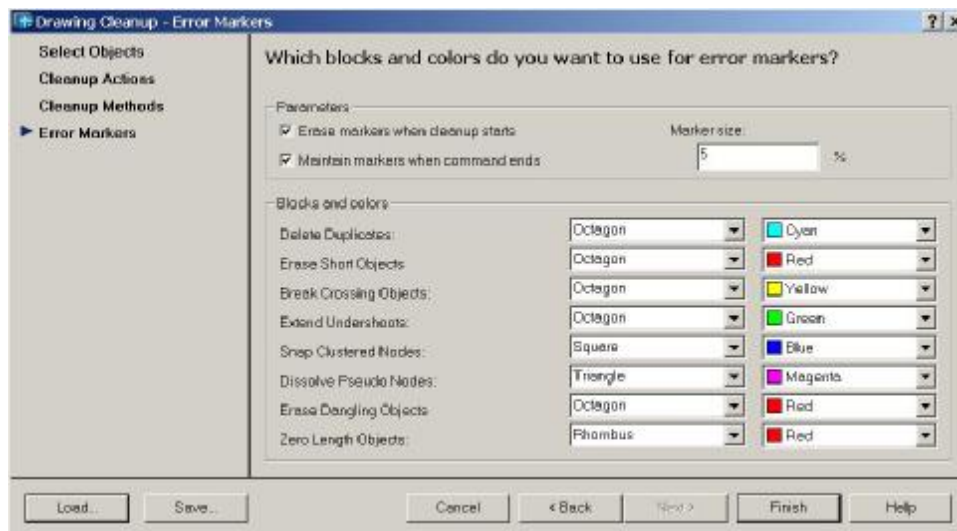 Drawing Cleanup - Error Markers
Select Objects
Cleanup Actions
Cleanup Methods
Error Markers
Which blocks and colors do you want to use for error markers?
Parameters
Erase markers when cleanup starts
Marker size:
Maintain markers when command ends
5 %
Blocks and colors
Delete Duplicates: Octagon Cyan
Erase Short Objects Octagon Red
Break Crossing Objects: Octagon Yellow
Extend Undershoots: Octagon Green
Snap Clustered Nodes: Square Blue
Dissolve Pseudo Nodes: Triangle Magenta
Erase Dangling Objects Octagon Red
Zero Length Objects: Rhombus Red
Load... Save... Cancel < Back Next > Finish Help